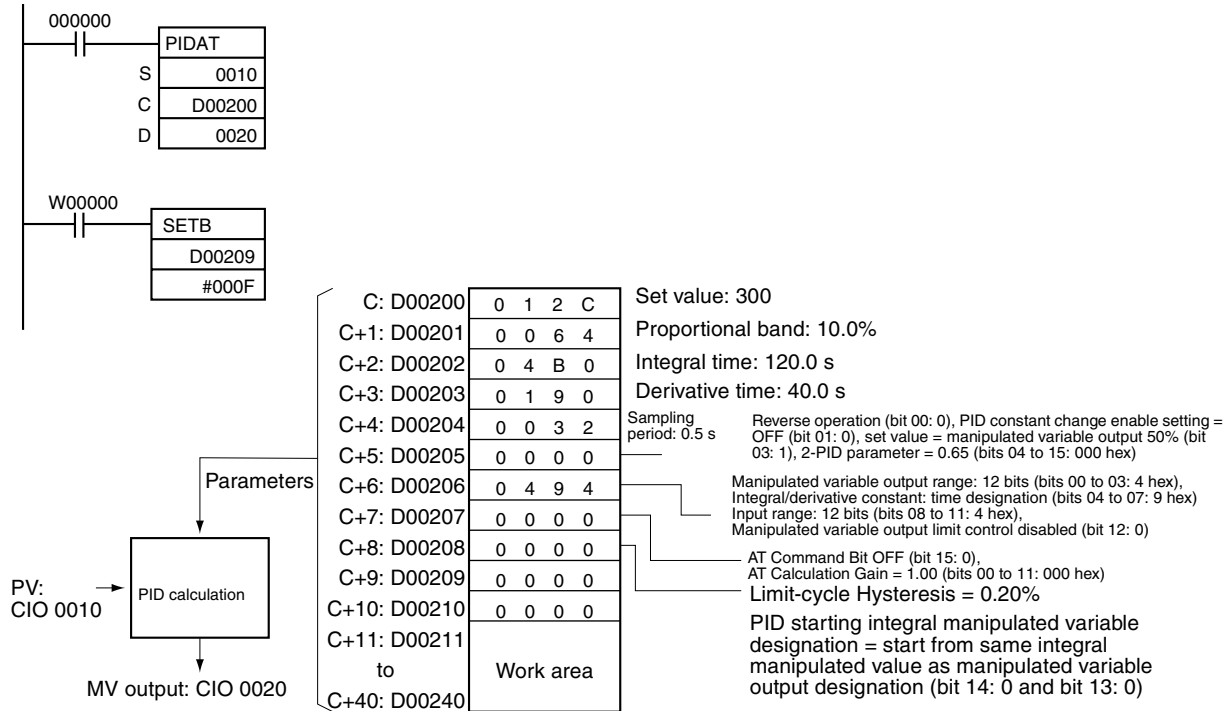 000000
PIDAT
S 0010
C D00200
D 0020
W00000
SETB
D00209
#000F
C: D00200 0 1 2 C Set value: 300
C+1: D00201 0 0 6 4 Proportional band: 10.0%
C+2: D00202 0 4 B 0 Integral time: 120.0 s
C+3: D00203 0 1 9 0 Derivative time: 40.0 s
C+4: D00204 0 0 3 2 Sampling
period: 0.5 s
C+5: D00205 0 0 0 0
Reverse operation (bit 00: 0), PID constant change enable setting =
OFF (bit 01: 0), set value = manipulated variable output 50% (bit
03: 1), 2-PID parameter = 0.65 (bits 04 to 15: 000 hex)
C+6: D00206 0 4 9 4
Manipulated variable output range: 12 bits (bits 00 to 03: 4 hex),
Integral/derivative constant: time designation (bits 04 to 07: 9 hex)
Input range: 12 bits (bits 08 to 11: 4 hex),
Manipulated variable output limit control disabled (bit 12: 0)
C+7: D00207 0 0 0 0
AT Command Bit OFF (bit 15: 0),
AT Calculation Gain = 1.00 (bits 00 to 11: 000 hex)
C+8: D00208 0 0 0 0
Limit-cycle Hysteresis = 0.20%
C+9: D00209 0 0 0 0
C+10: D00210 0 0 0 0
PID starting integral manipulated variable
designation = start from same integral
manipulated value as manipulated variable
output designation (bit 14: 0 and bit 13: 0)
C+11: D00211
to
C+40: D00240
Work area
Parameters
PV:
CIO 0010
PID calculation
MV output: CIO 0020